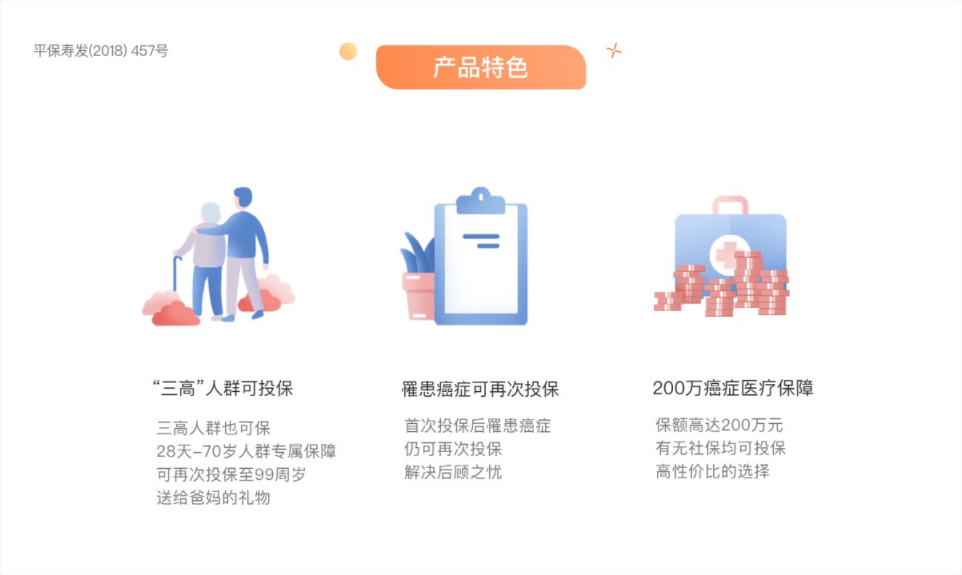 平保寿发(2018) 457号
产品特色
“三高”人群可投保
三高人群也可保
28天-70岁人群专属保障
可再次投保至99周岁
送给爸妈的礼物
罹患癌症可再次投保
首次投保后罹患癌症
仍可再次投保
解决后顾之忧
200万癌症医疗保障
保额高达200万元
有无社保均可投保
高性价比的选择